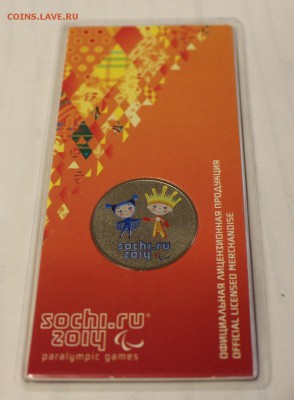 COINS.LAVE.RU
sochi.ru
2014
sochi.ru
2014
paralympic games
ОФИЦИАЛЬНАЯ ЛИЦЕНЗИОННАЯ ПРОДУКЦИЯ
OFFICIAL LICENSED MERCHANDISE